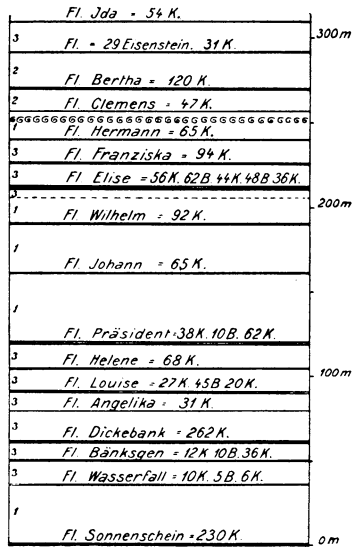 Fl. Jda = 54 K.
300 m
3 Fl. = 29 Eisenstein. 31 K.
2 Fl. Bertha = 120 K.
2 Fl. Clemens = 47 K.
1 Fl. Hermann = 65 K.
3 Fl. Franziska = 94 K.
3 Fl. Elise = 56 K. 62 B. 44 K. 48 B. 36 K.
3
200 m
1 Fl. Wilhelm = 92 K.
1 Fl. Johann = 65 K.
1 Fl. Präsident = 38 K. 10 B. 62 K.
3 Fl. Helene = 68 K.
100 m
3 Fl. Louise = 27 K. 45 B 20 K.
3 Fl. Angelika = 31 K.
3 Fl. Dickebank = 262 K.
3 Fl. Bänksgen = 12 K 10 B. 36 K.
3 Fl. Wasserfall = 10 K. 5 B. 6 K.
1 Fl. Sonnenschein = 230 K.
0 m